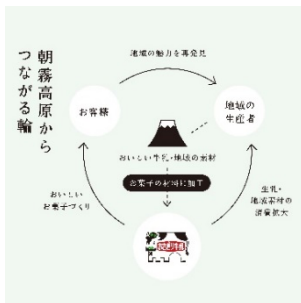 朝霧高原から
つながる輪
地域の魅力を再発見
お客様
地域の
生産者
おいしい牛乳・地域の素材
お菓子の材料に加工
おいしい
お菓子づくり
生乳・
地域素材の
消費拡大